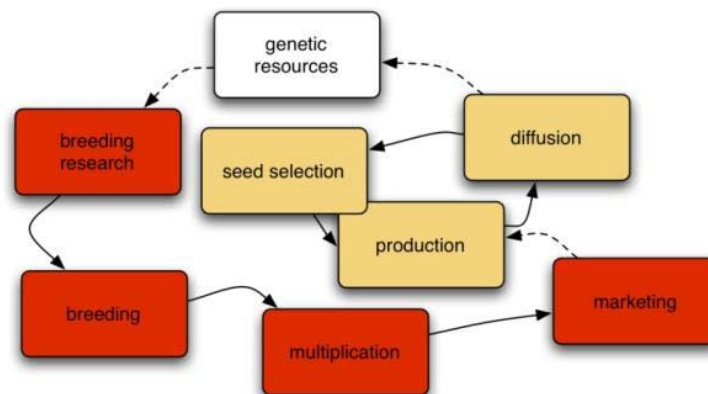 genetic
resources
breeding
research
diffusion
seed selection
production
breeding
marketing
multiplication